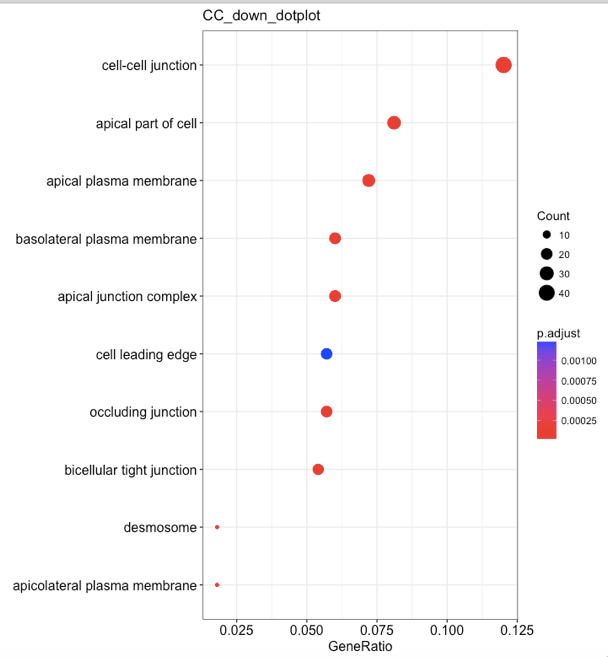 CC_down_dotplot
cell-cell junction
apical part of cell
apical plasma membrane
basolateral plasma membrane
apical junction complex
cell leading edge
occluding junction
bicellular tight junction
desmosome
apicolateral plasma membrane
0.025 0.050 0.075 0.100 0.125
GeneRatio
Count
10
20
30
40
p.adjust
0.00100
0.00075
0.00050
0.00025